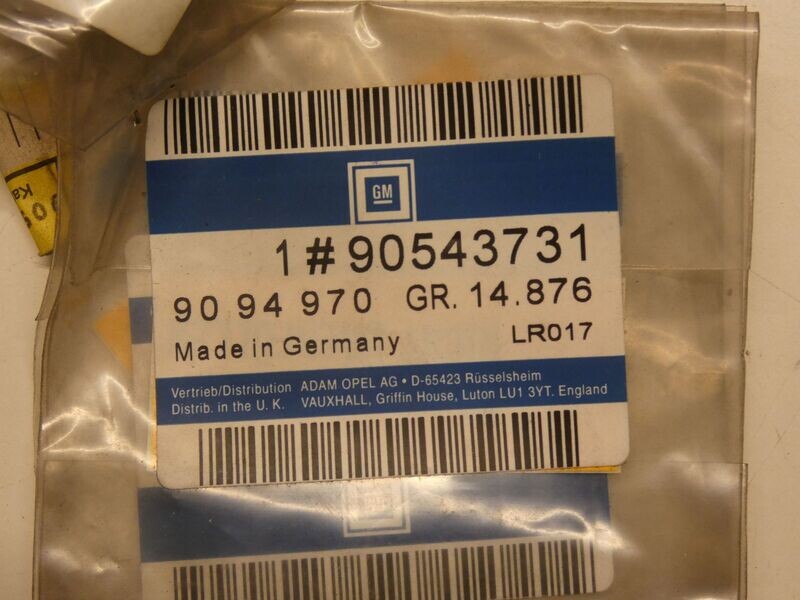 GM
1#90543731
90 94 970 GR. 14.876
Made in Germany LR017
Vertrieb/Distribution ADAM OPEL AG • D-65423 Rüsselsheim
Distrib. in the U. K. VAUXHALL, Griffin House, Luton LU1 3YT. England